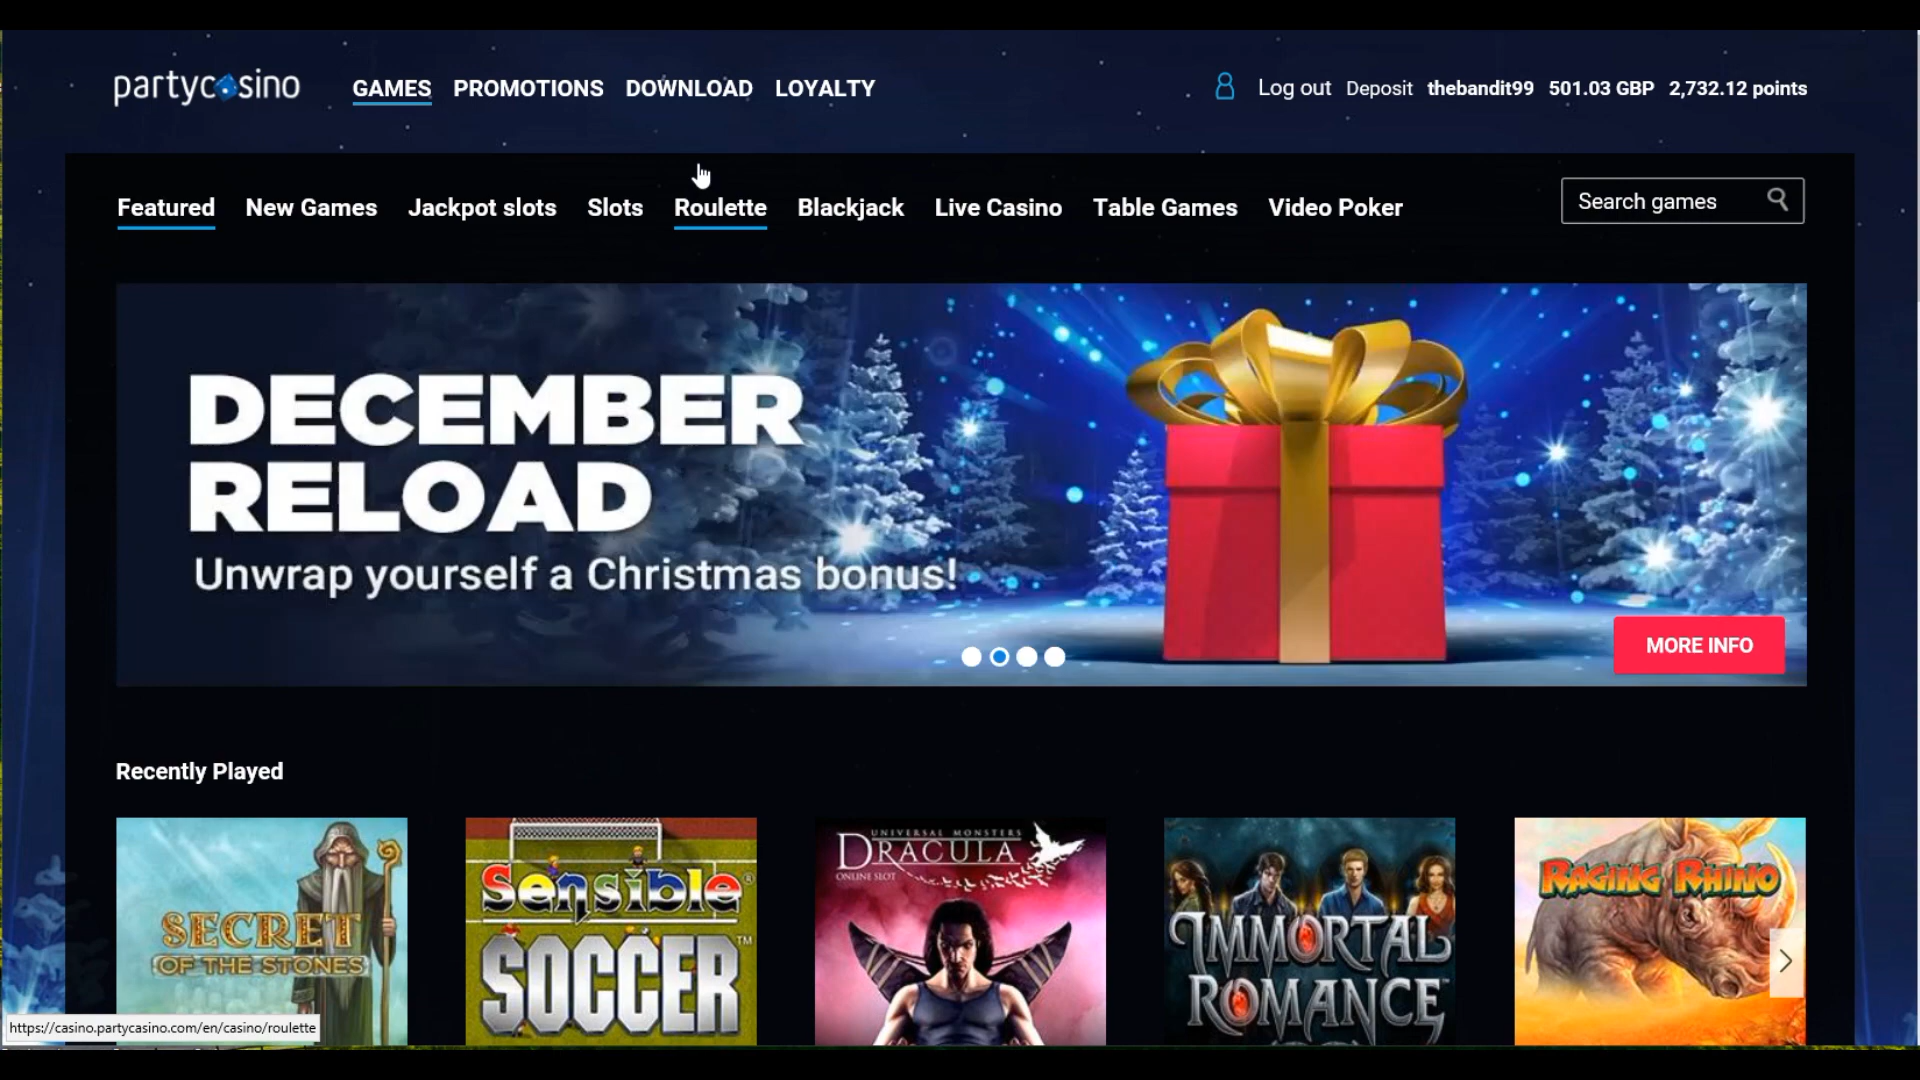 partycasino GAMES PROMOTIONS DOWNLOAD LOYALTY Log out Deposit thebandit99 501.03 GBP 2,732.12 points
Featured New Games Jackpot slots Slots Roulette Blackjack Live Casino Table Games Video Poker Search games
DECEMBER
RELOAD
Unwrap yourself a Christmas bonus!
MORE INFO
Recently Played
SECRET
OF THE STONES
Sensible®
SOCCER™
UNIVERSAL MONSTERS
DRACULA
ONLINE SLOT
IMMORTAL
ROMANCE
RAGING RHINO
https://casino.partycasino.com/en/casino/roulette